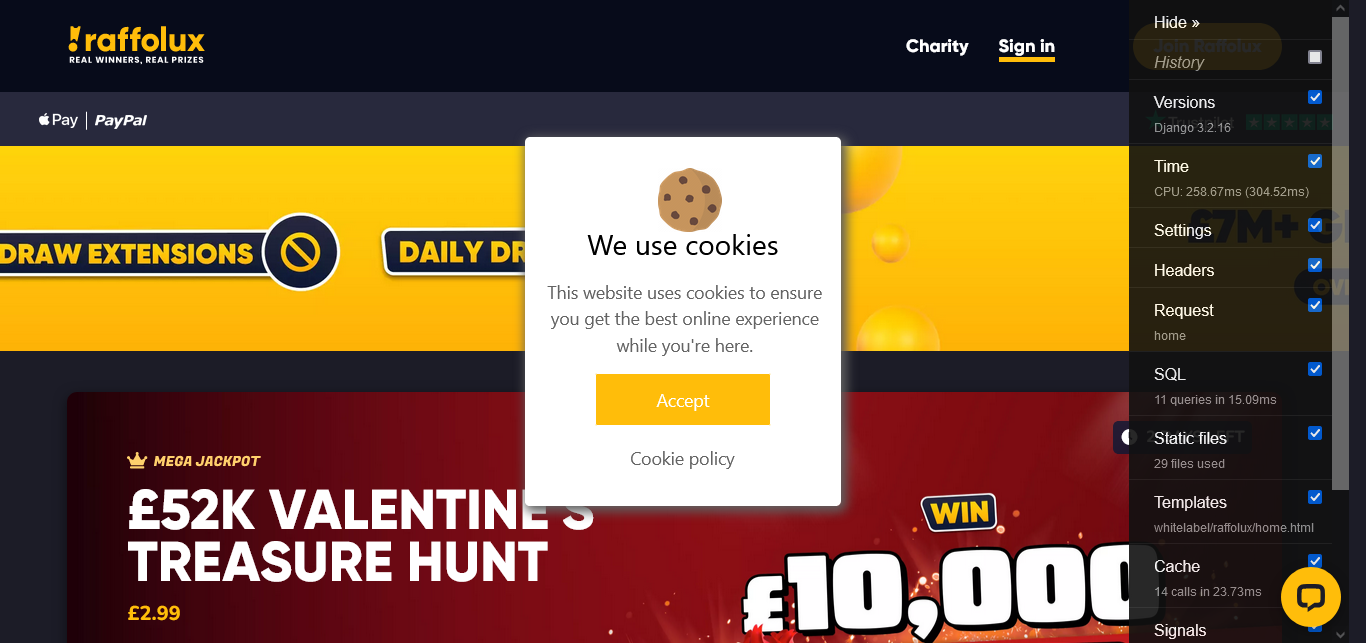 raffolux
REAL WINNERS, REAL PRIZES
Charity
Sign in
Join Raffolux
Pay
PayPal
Trustpilot
DRAW EXTENSIONS
DAILY DR
£7M+ G
OV
We use cookies
This website uses cookies to ensure
you get the best online experience
while you're here.
Accept
Cookie policy
MEGA JACKPOT
£52K VALENTINE'S
TREASURE HUNT
£2.99
WIN
£10,000
Hide »
History
Versions
Django 3.2.16
Time
CPU: 258.67ms (304.52ms)
Settings
Headers
Request
home
SQL
11 queries in 15.09ms
Static files
29 files used
Templates
whitelabel/raffolux/home.html
Cache
14 calls in 23.73ms
Signals